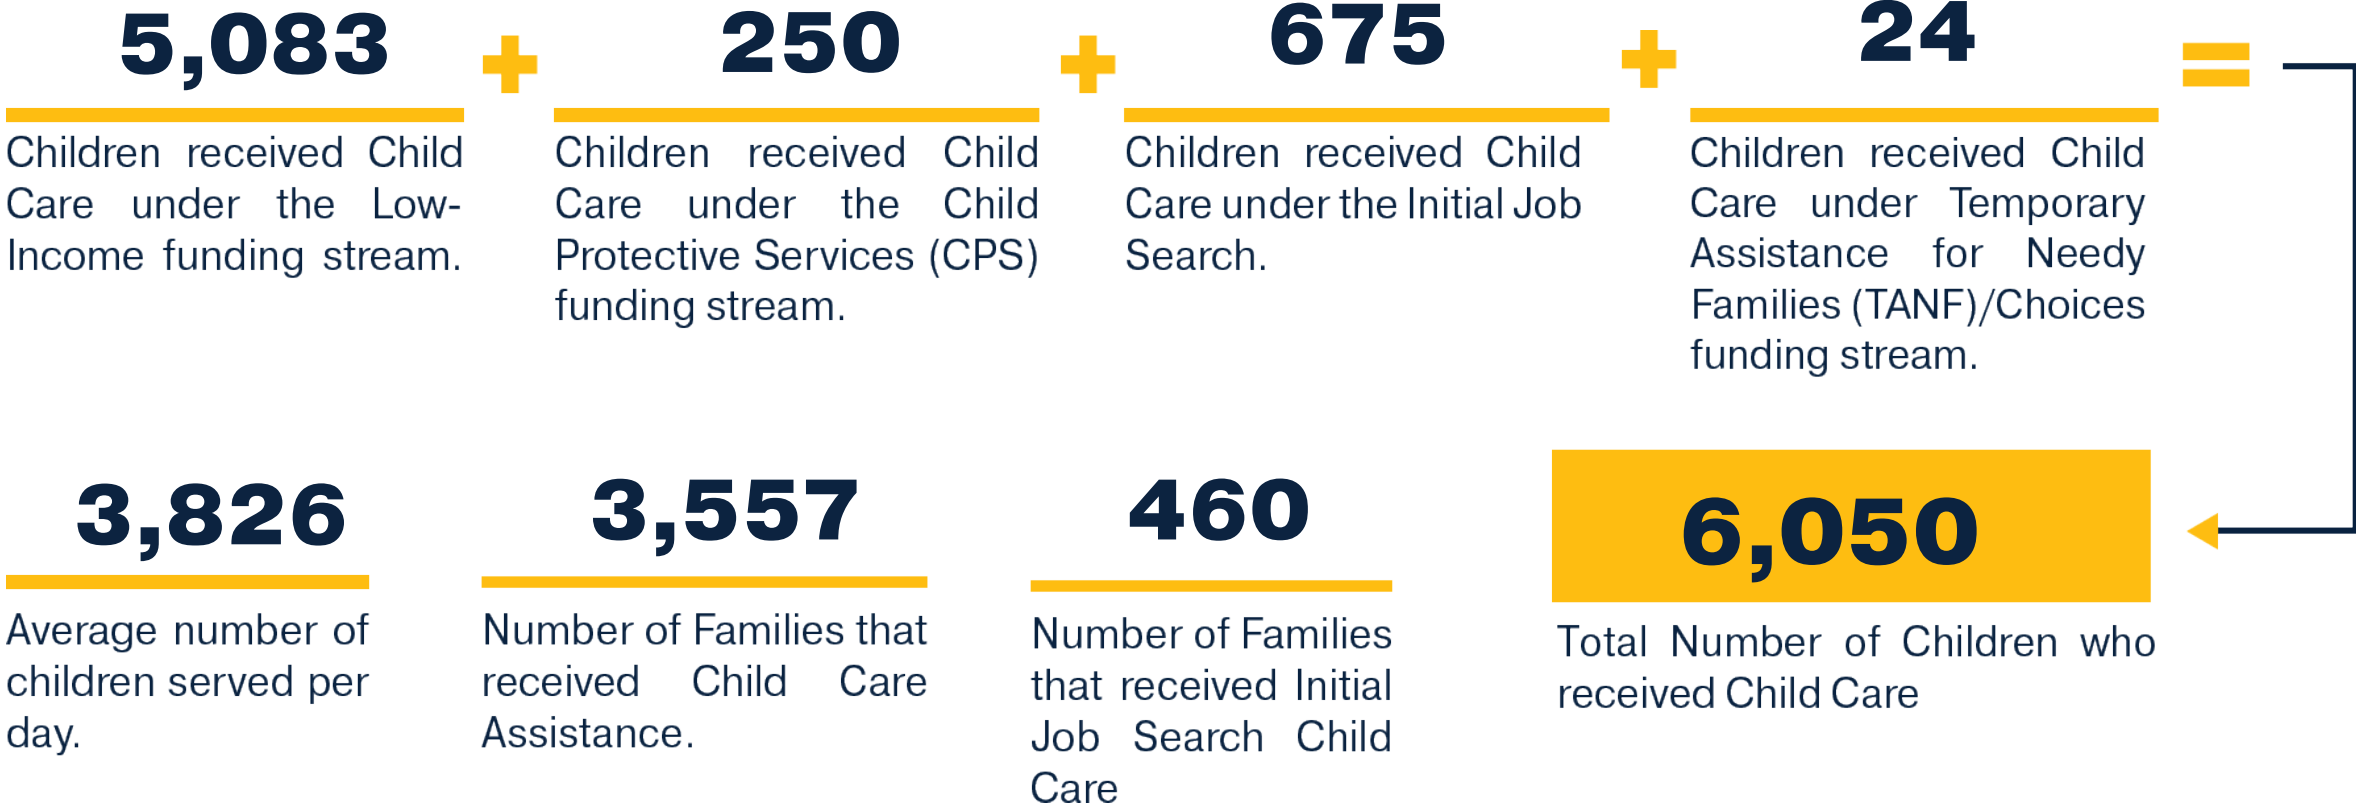 5,083
Children received Child
Care under the Low-
Income funding stream.
+
250
Children received Child
Care under the Child
Protective Services (CPS)
funding stream.
+
675
Children received Child
Care under the Initial Job
Search.
+
24
Children received Child
Care under Temporary
Assistance for Needy
Families (TANF)/Choices
funding stream.
=
3,826
Average number of
children served per
day.
3,557
Number of Families that
received Child Care
Assistance.
460
Number of Families
that received Initial
Job Search Child
Care
6,050
Total Number of Children who
received Child Care